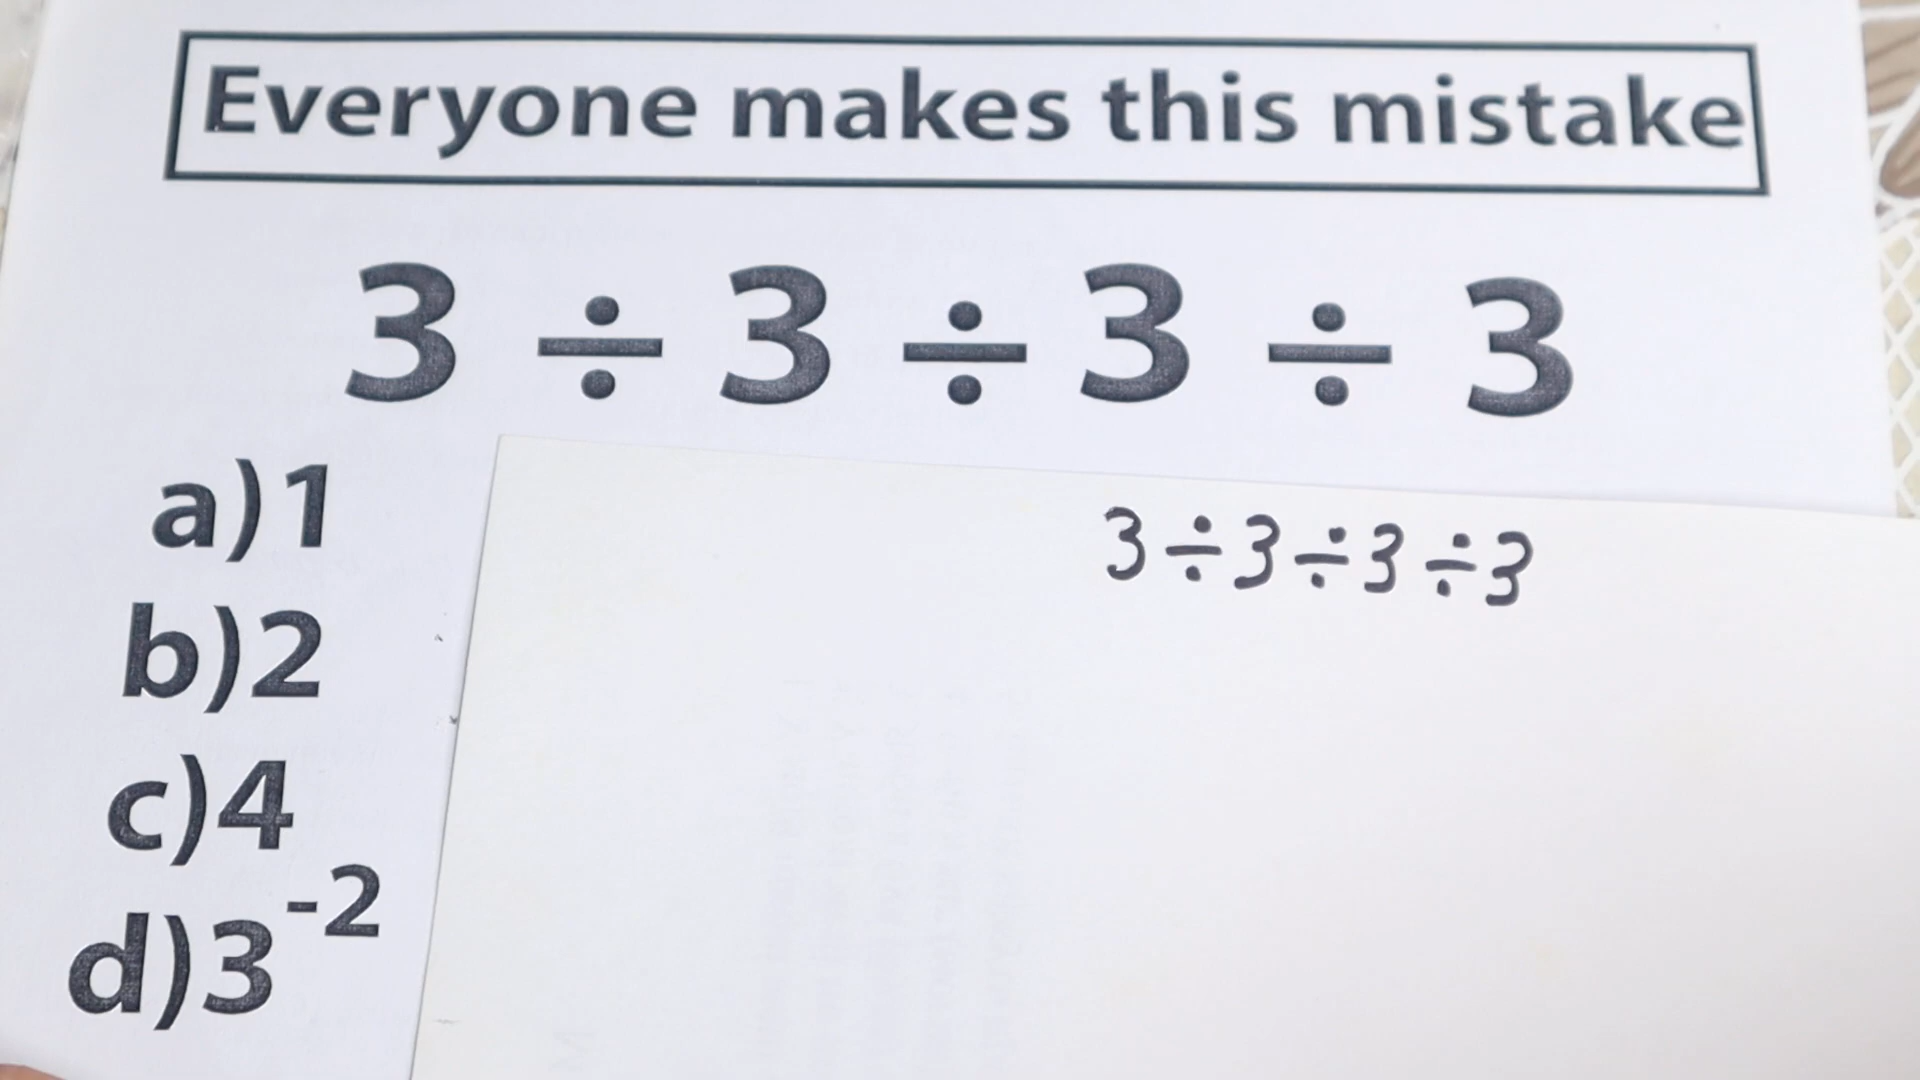 Everyone makes this mistake
3 ÷ 3 ÷ 3 ÷ 3
a)1
b)2
c)4
d)3⁻²
3÷3÷3÷3